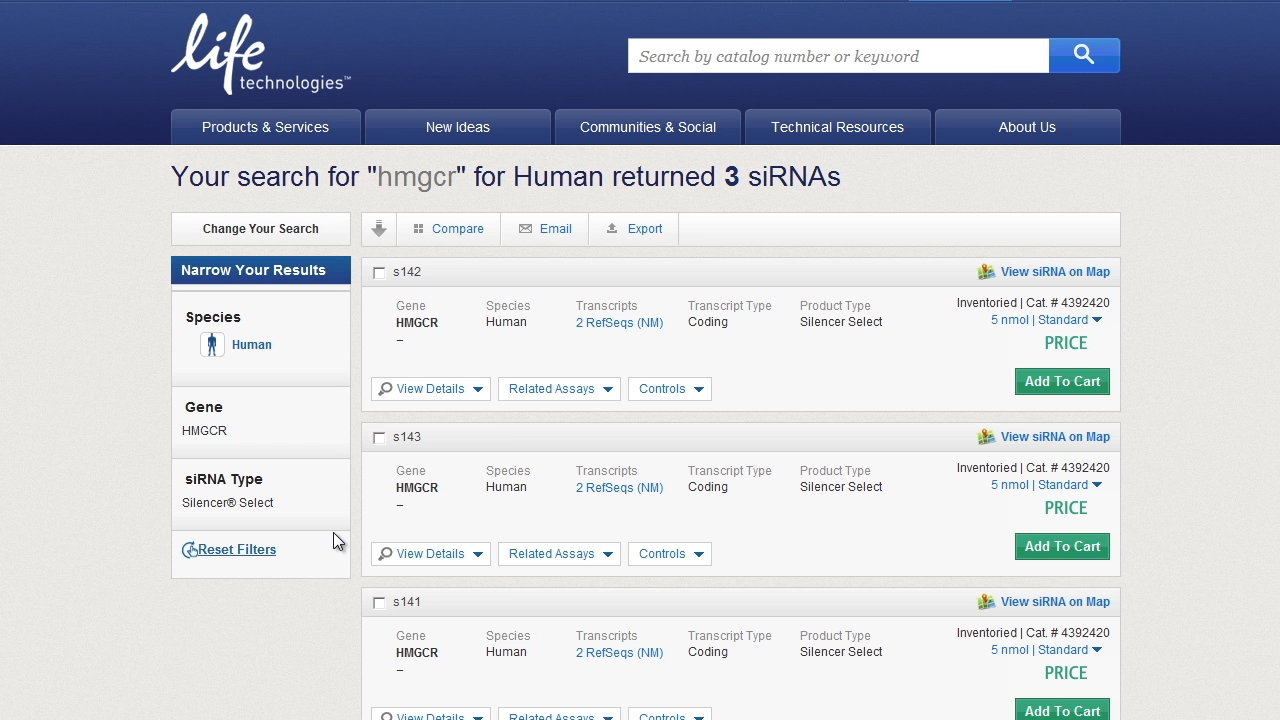 life
technologies™
Search by catalog number or keyword
Products & Services
New Ideas
Communities & Social
Technical Resources
About Us
Your search for "hmgcr" for Human returned 3 siRNAs
Change Your Search
Compare
Email
Export
Narrow Your Results
Species
Human
Gene
HMGCR
siRNA Type
Silencer® Select
Reset Filters
s142
View siRNA on Map
Gene Species Transcripts Transcript Type Product Type
HMGCR Human 2 RefSeqs (NM) Coding Silencer Select
–
Inventoried | Cat. # 4392420
5 nmol | Standard
PRICE
View Details Related Assays Controls
Add To Cart
s143
View siRNA on Map
Gene Species Transcripts Transcript Type Product Type
HMGCR Human 2 RefSeqs (NM) Coding Silencer Select
–
Inventoried | Cat. # 4392420
5 nmol | Standard
PRICE
View Details Related Assays Controls
Add To Cart
s141
View siRNA on Map
Gene Species Transcripts Transcript Type Product Type
HMGCR Human 2 RefSeqs (NM) Coding Silencer Select
–
Inventoried | Cat. # 4392420
5 nmol | Standard
PRICE
View Details Related Assays Controls
Add To Cart